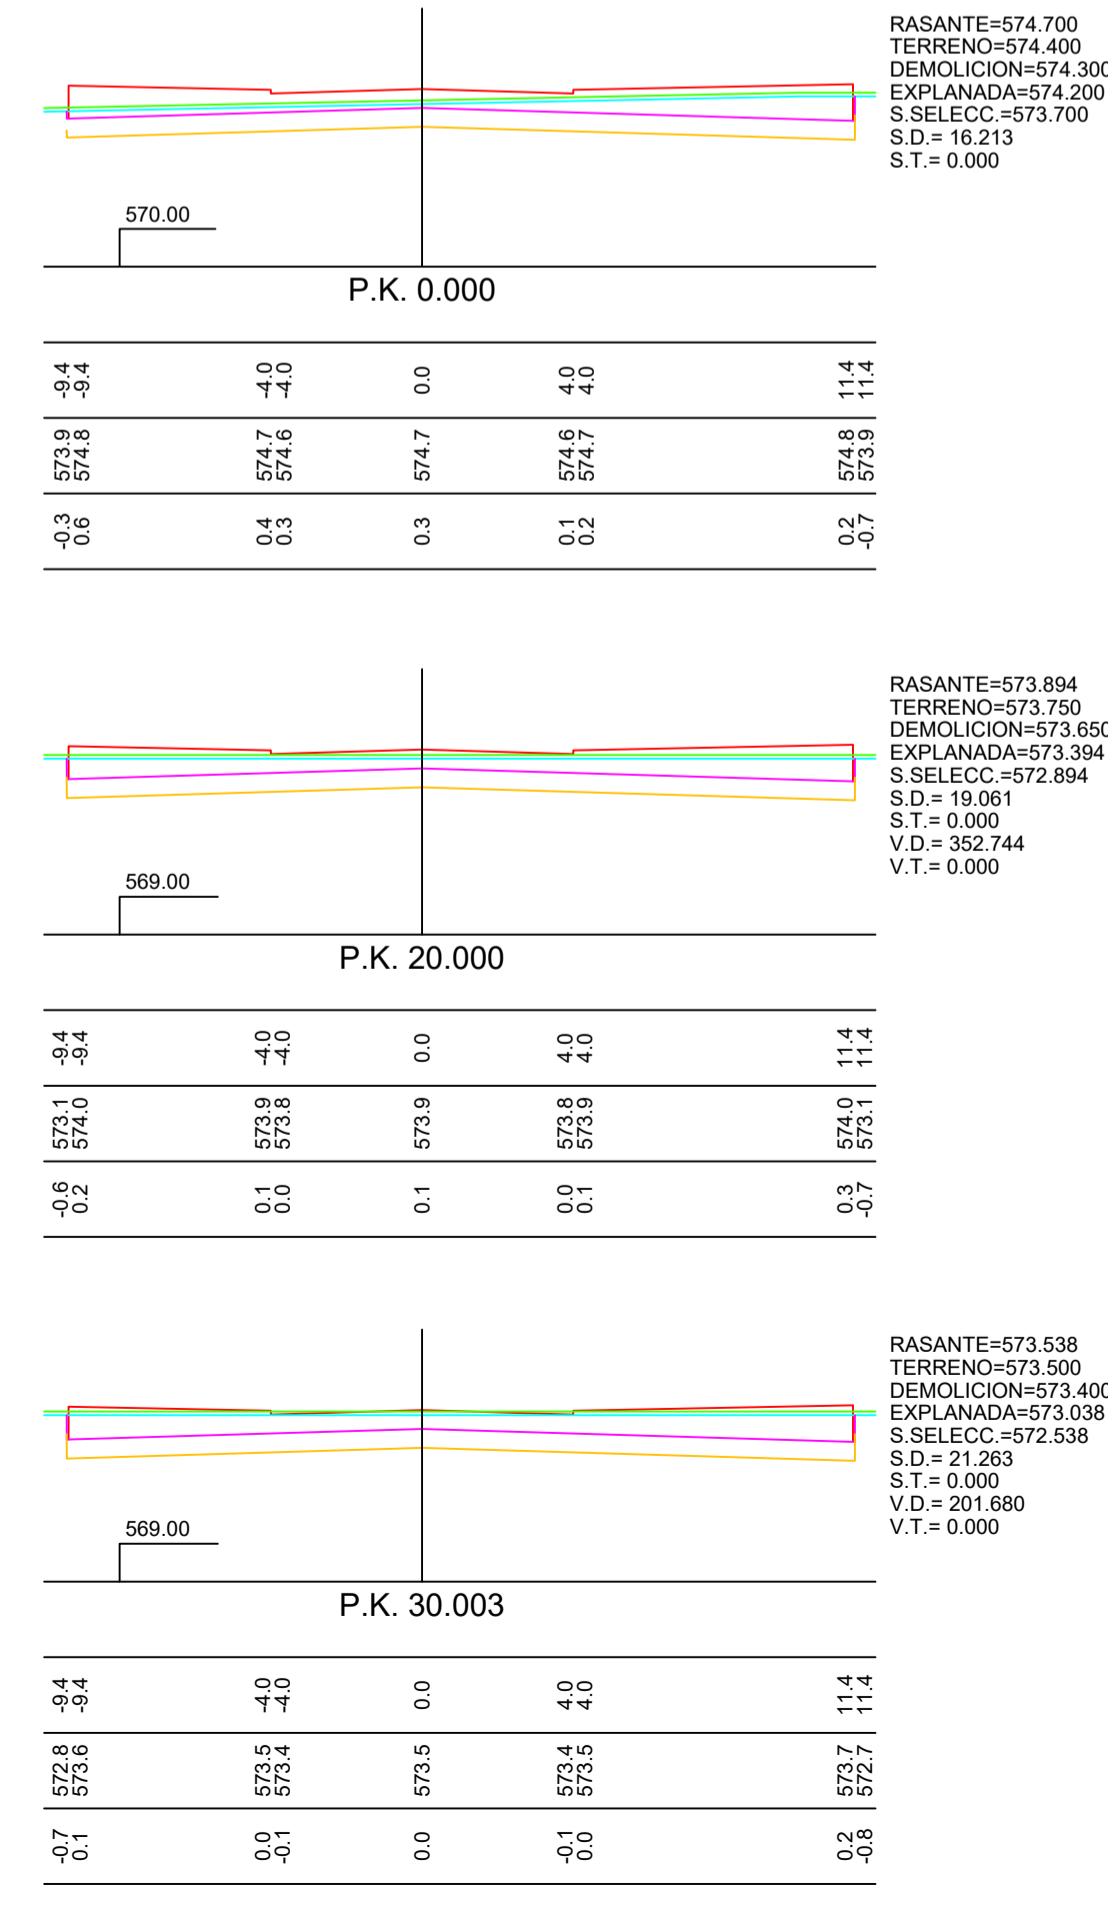 RASANTE=574.700
TERRENO=574.400
DEMOLICION=574.300
EXPLANADA=574.200
S.SELECC.=573.700
S.D.= 16.213
S.T.= 0.000
570.00
P.K. 0.000
-9.4 -9.4 -4.0 -4.0 0.0 4.0 4.0 11.4 11.4
573.9 574.8 574.7 574.6 574.7 574.6 574.7 574.8 573.9
-0.3 0.6 0.4 0.3 0.3 0.1 0.2 0.2 -0.7
RASANTE=573.894
TERRENO=573.750
DEMOLICION=573.650
EXPLANADA=573.394
S.SELECC.=572.894
S.D.= 19.061
S.T.= 0.000
V.D.= 352.744
V.T.= 0.000
569.00
P.K. 20.000
-9.4 -9.4 -4.0 -4.0 0.0 4.0 4.0 11.4 11.4
573.1 574.0 573.9 573.8 573.9 573.8 573.9 574.0 573.1
-0.6 0.2 0.1 0.0 0.1 0.0 0.1 0.3 -0.7
RASANTE=573.538
TERRENO=573.500
DEMOLICION=573.400
EXPLANADA=573.038
S.SELECC.=572.538
S.D.= 21.263
S.T.= 0.000
V.D.= 201.680
V.T.= 0.000
569.00
P.K. 30.003
-9.4 -9.4 -4.0 -4.0 0.0 4.0 4.0 11.4 11.4
572.8 573.6 573.5 573.4 573.5 573.4 573.5 573.7 572.7
-0.7 0.1 0.0 -0.1 0.0 -0.1 0.0 0.2 -0.8